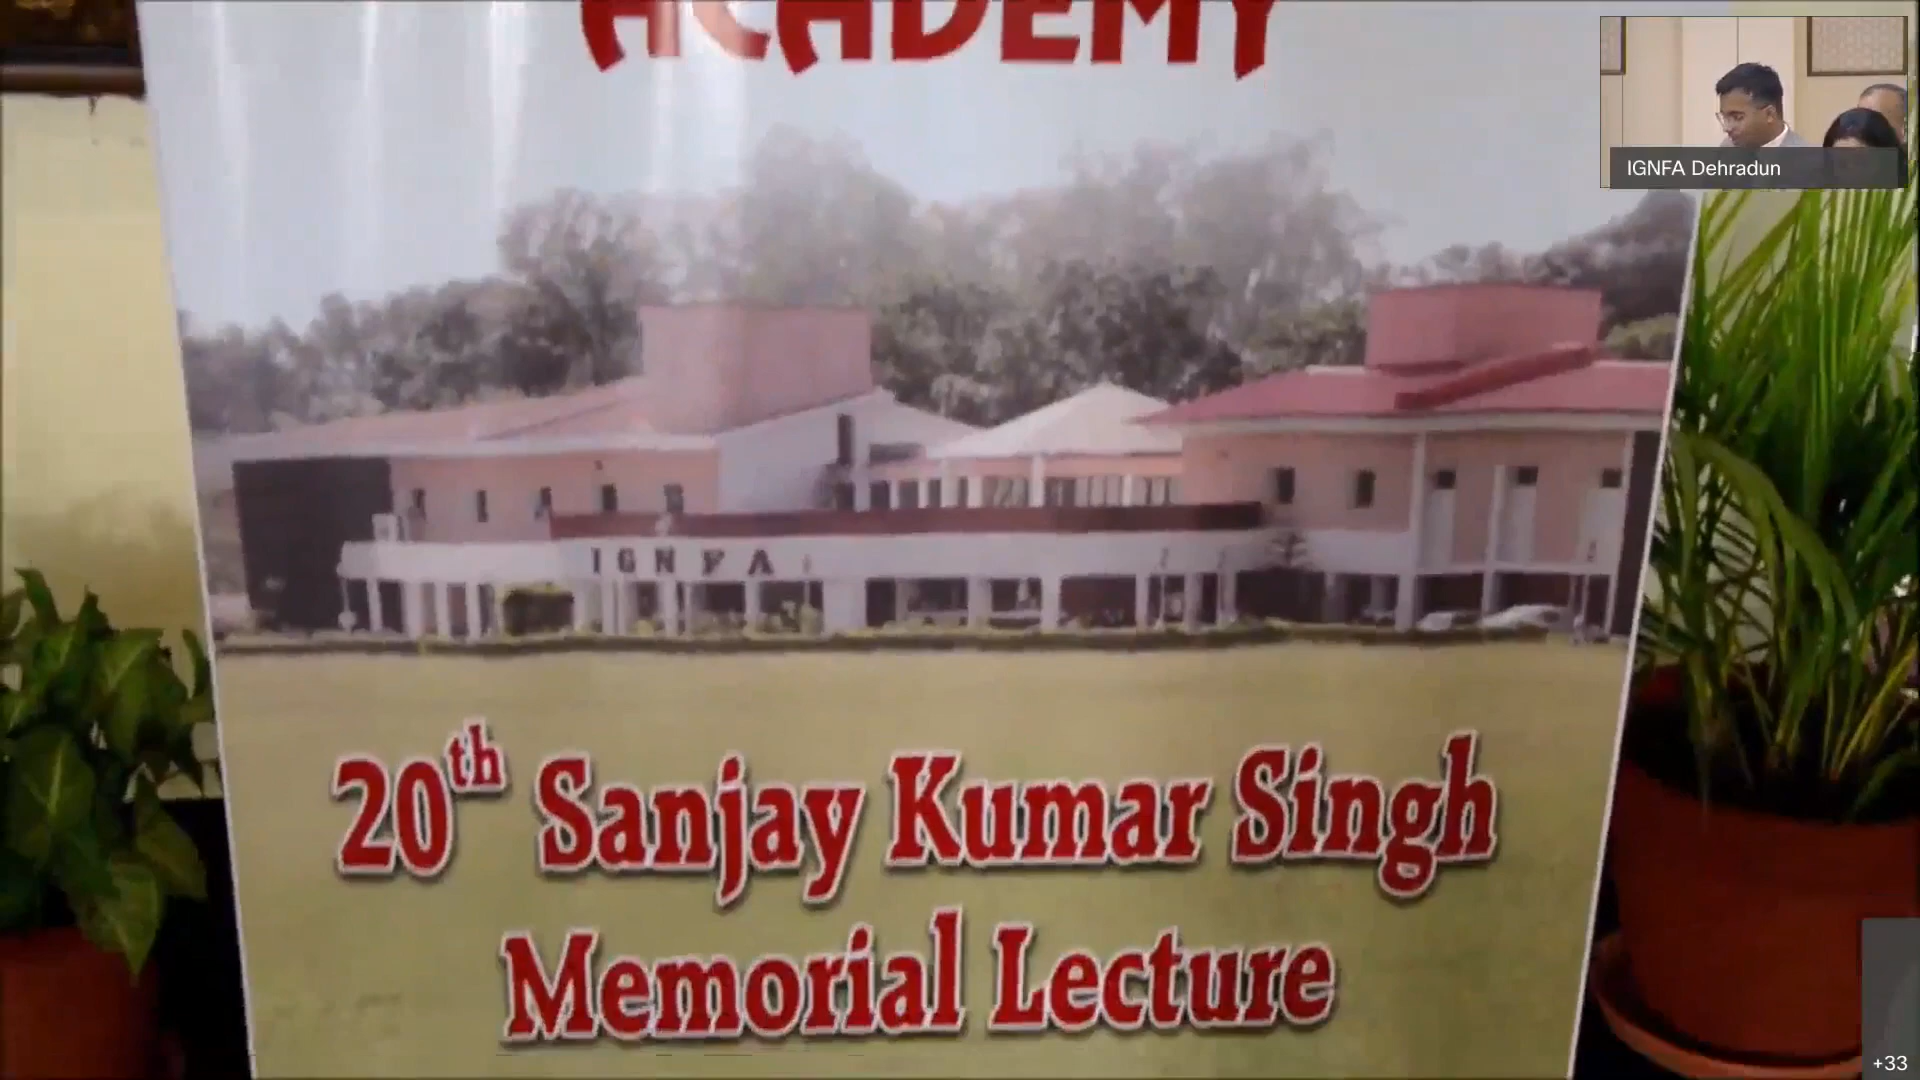 ACADEMY
IGNFA Dehradun
IGNFA
20th Sanjay Kumar Singh
Memorial Lecture
+33